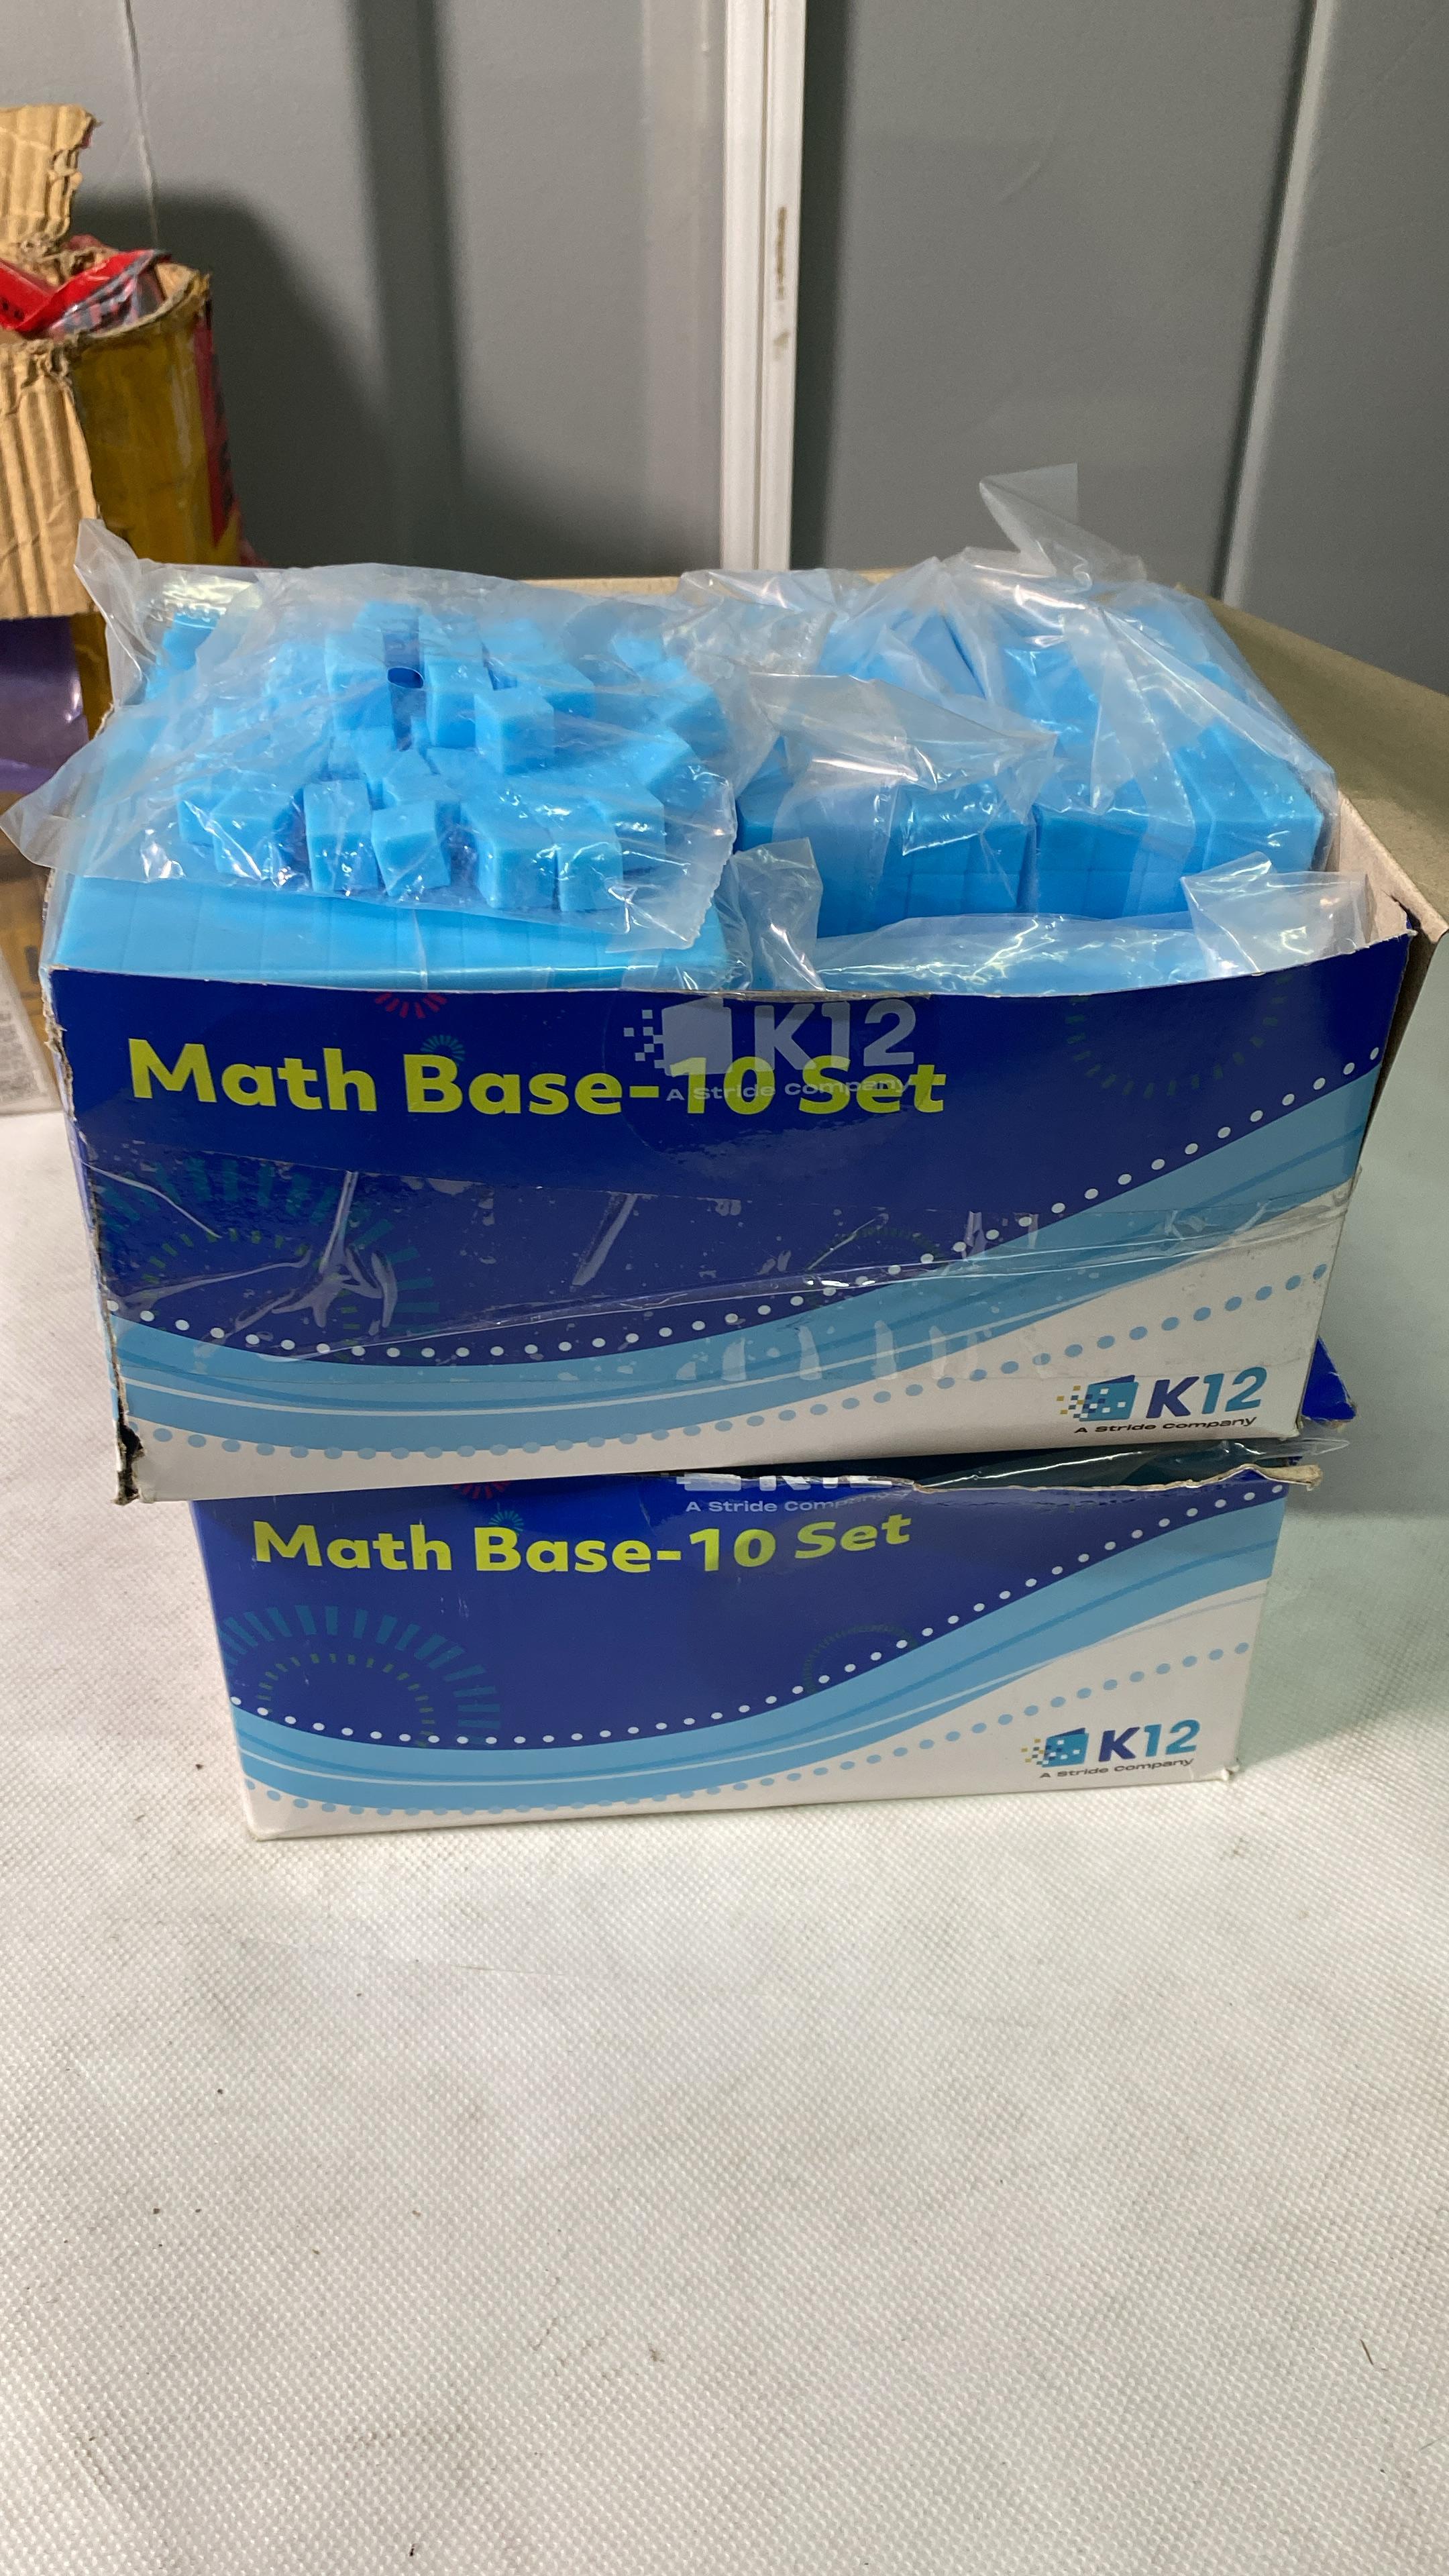 K12
A Stride Company
Math Base-10 Set
K12
A Stride Company
K12
A Stride Company
Math Base-10 Set
K12
A Stride Company